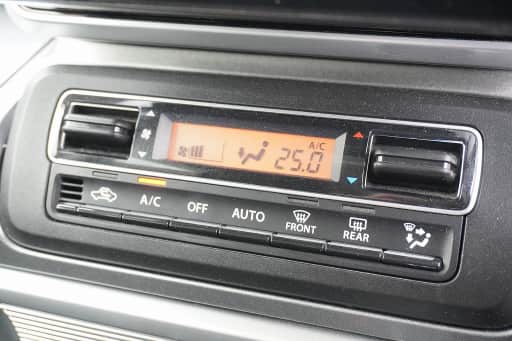 A/C
25.0
A/C OFF AUTO FRONT REAR